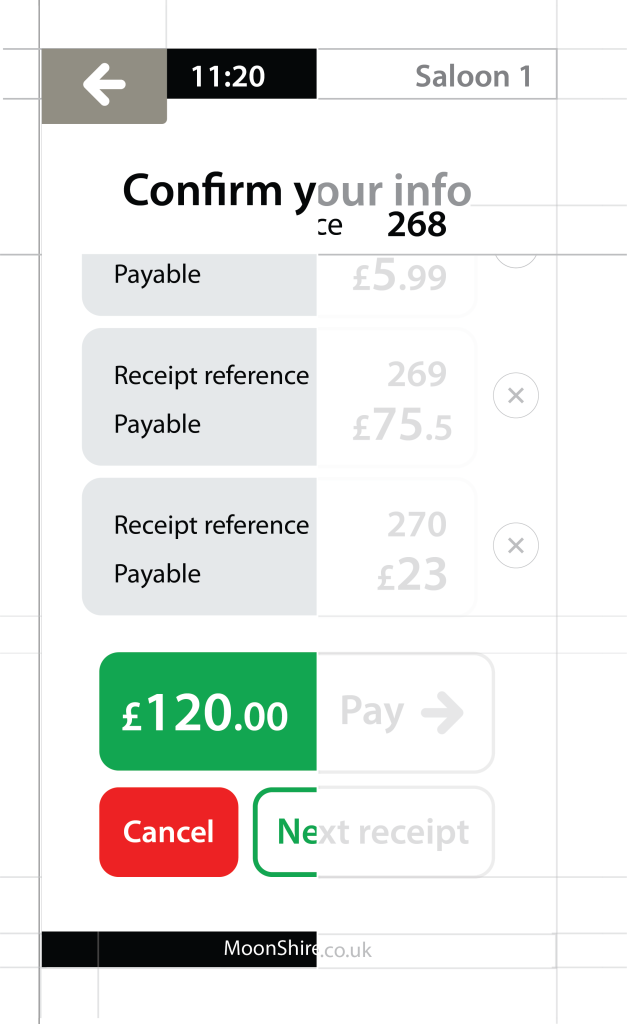 11:20 Saloon 1
Confirm your info
ce 268
Payable £5.99
Receipt reference 269
Payable £75.5
Receipt reference 270
Payable £23
£120.00 Pay
Cancel Next receipt
MoonShire.co.uk